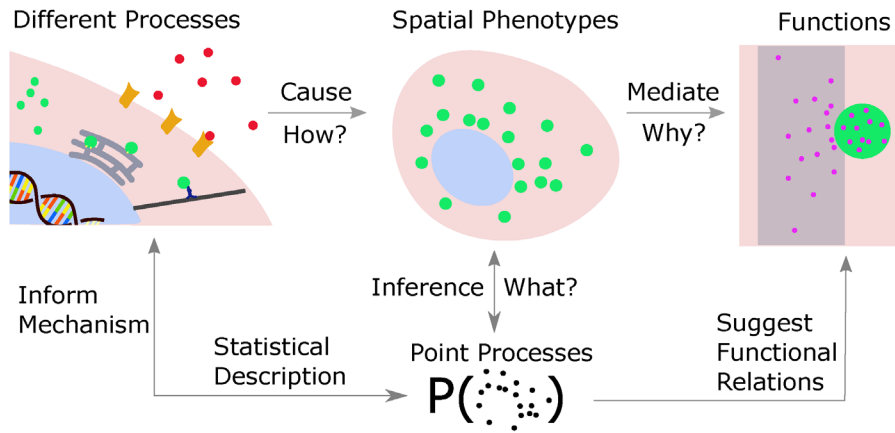 Different Processes
Spatial Phenotypes
Functions
Cause
How?
Mediate
Why?
Inform
Mechanism
Inference
What?
Statistical
Description
Point Processes
P( )
Suggest
Functional
Relations